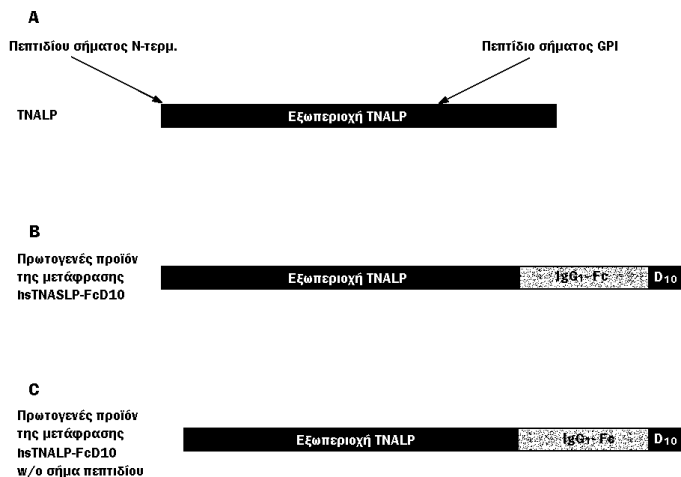 A
Πεπτιδίου σήματος N-τερμ.
Πεπτίδιο σήματος GPI
TNALP
Εξωπεριοχή TNALP
B
Πρωτογενές προϊόν
της μετάφρασης
hsTNASLP-FcD10
Εξωπεριοχή TNALP
IgG₁- Fc
D₁₀
C
Πρωτογενές προϊόν
της μετάφρασης
hsTNALP-FcD10
w/o σήμα πεπτιδίου
Εξωπεριοχή TNALP
IgG₁- Fc
D₁₀